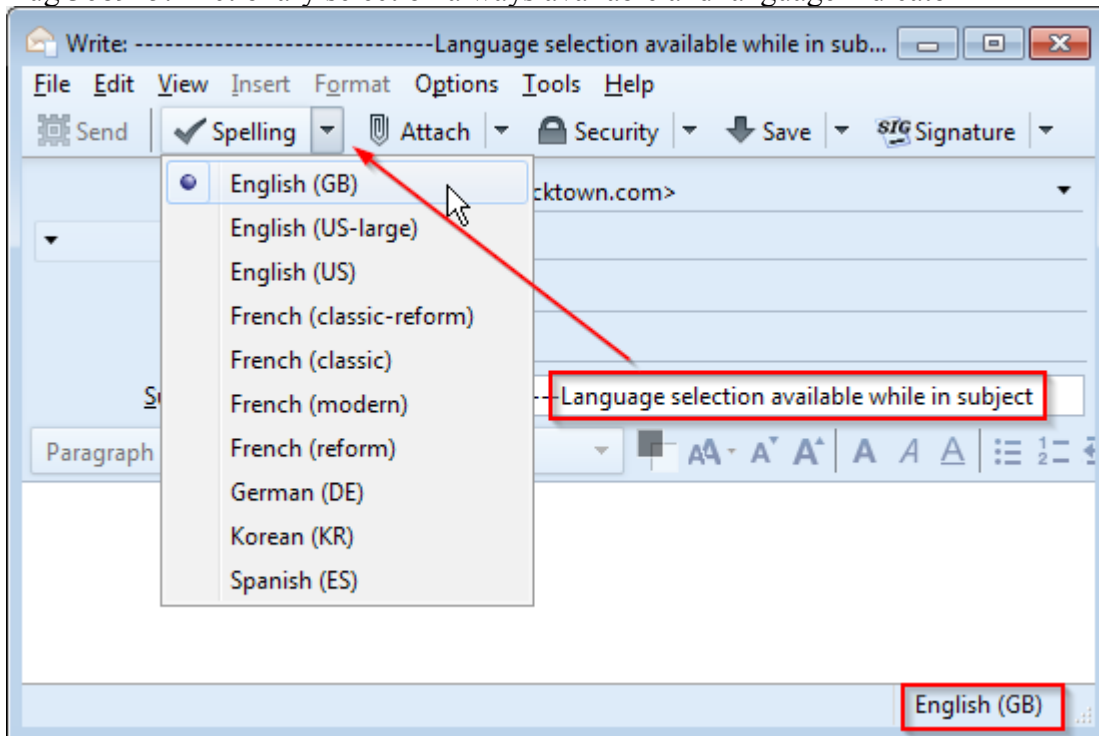 Write: ------------------------------Language selection available while in sub...
File Edit View Insert Format Options Tools Help
Send Spelling Attach Security Save SIG Signature
English (GB)
cktown.com>
English (US-large)
English (US)
French (classic-reform)
French (classic)
French (modern)
--Language selection available while in subject
Paragraph
French (reform)
German (DE)
Korean (KR)
Spanish (ES)
English (GB)